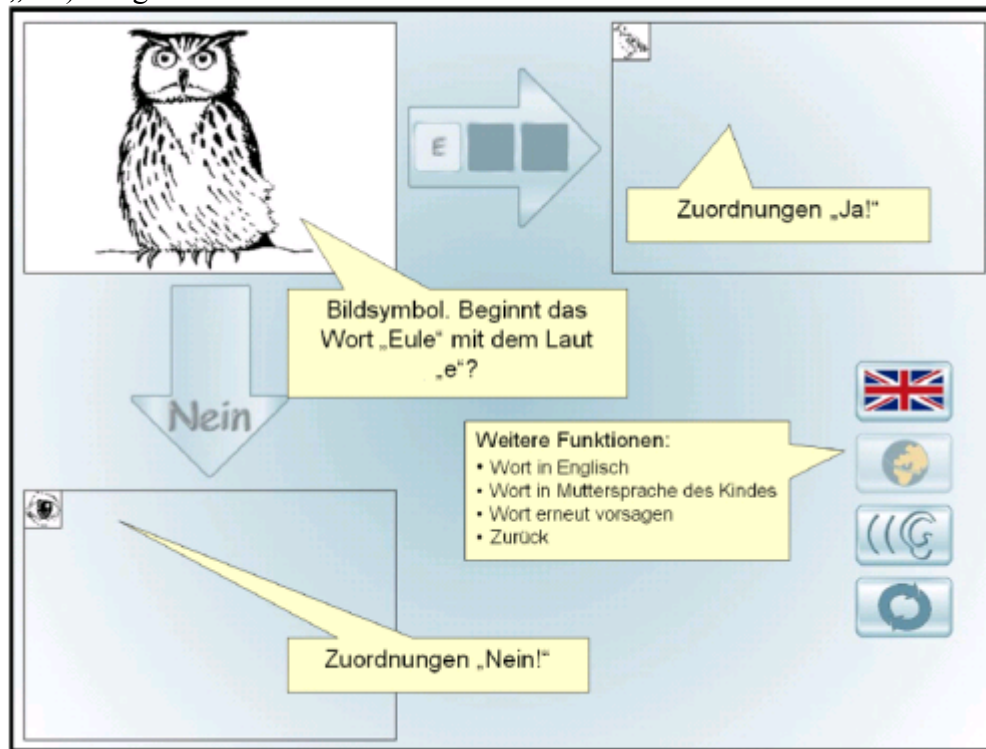 E
Zuordnungen „Ja!“
Bildsymbol. Beginnt das
Wort „Eule“ mit dem Laut
„e“?
Nein
Weitere Funktionen:
• Wort in Englisch
• Wort in Muttersprache des Kindes
• Wort erneut vorsagen
• Zurück
Zuordnungen „Nein!“